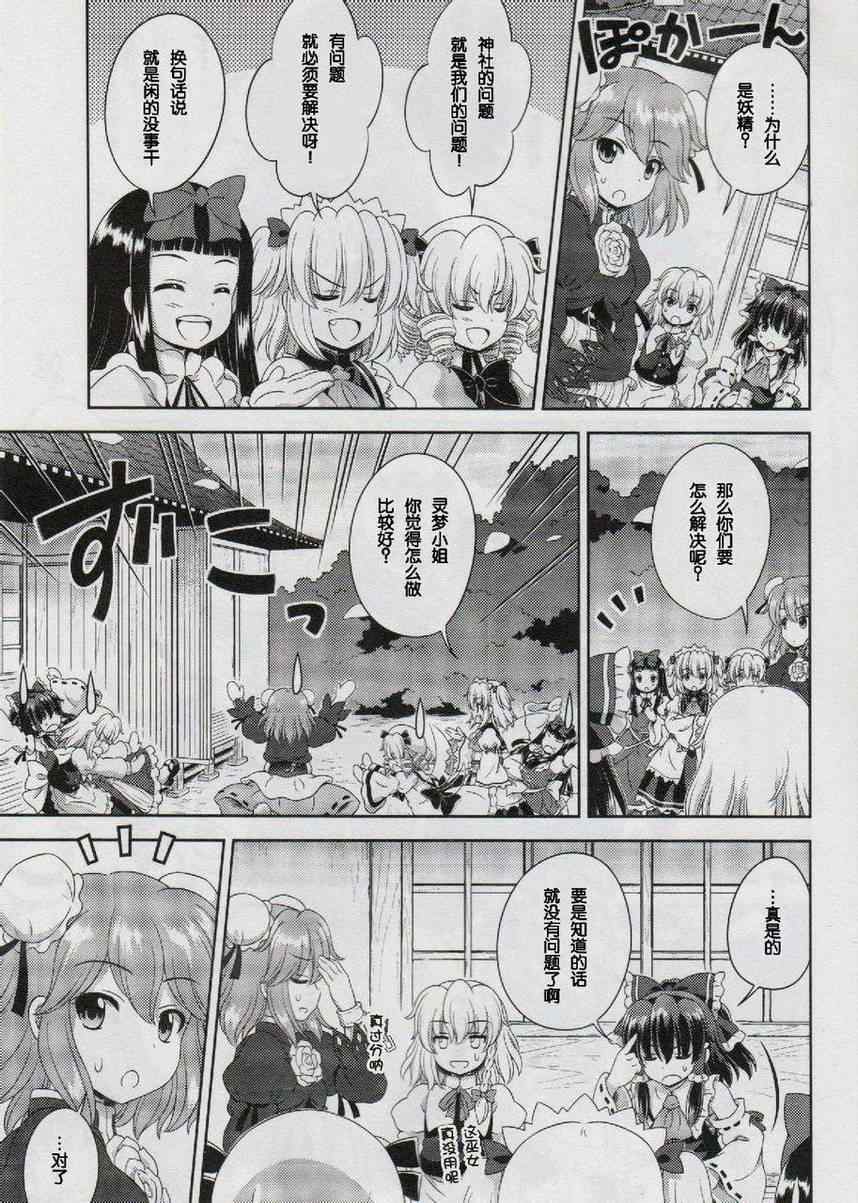 ぽかーん
……为什么
是妖精？
神社的问题
就是我们的问题！
有问题
就必须要解决呀！
换句话说
就是闲的没事干
那么你们要
怎么解决呢？
灵梦小姐
你觉得怎么做
比较好？
ずこーっ
…真是的
要是知道的话
就没有问题了啊
真过分呐
这巫女
真没用呢
…对了